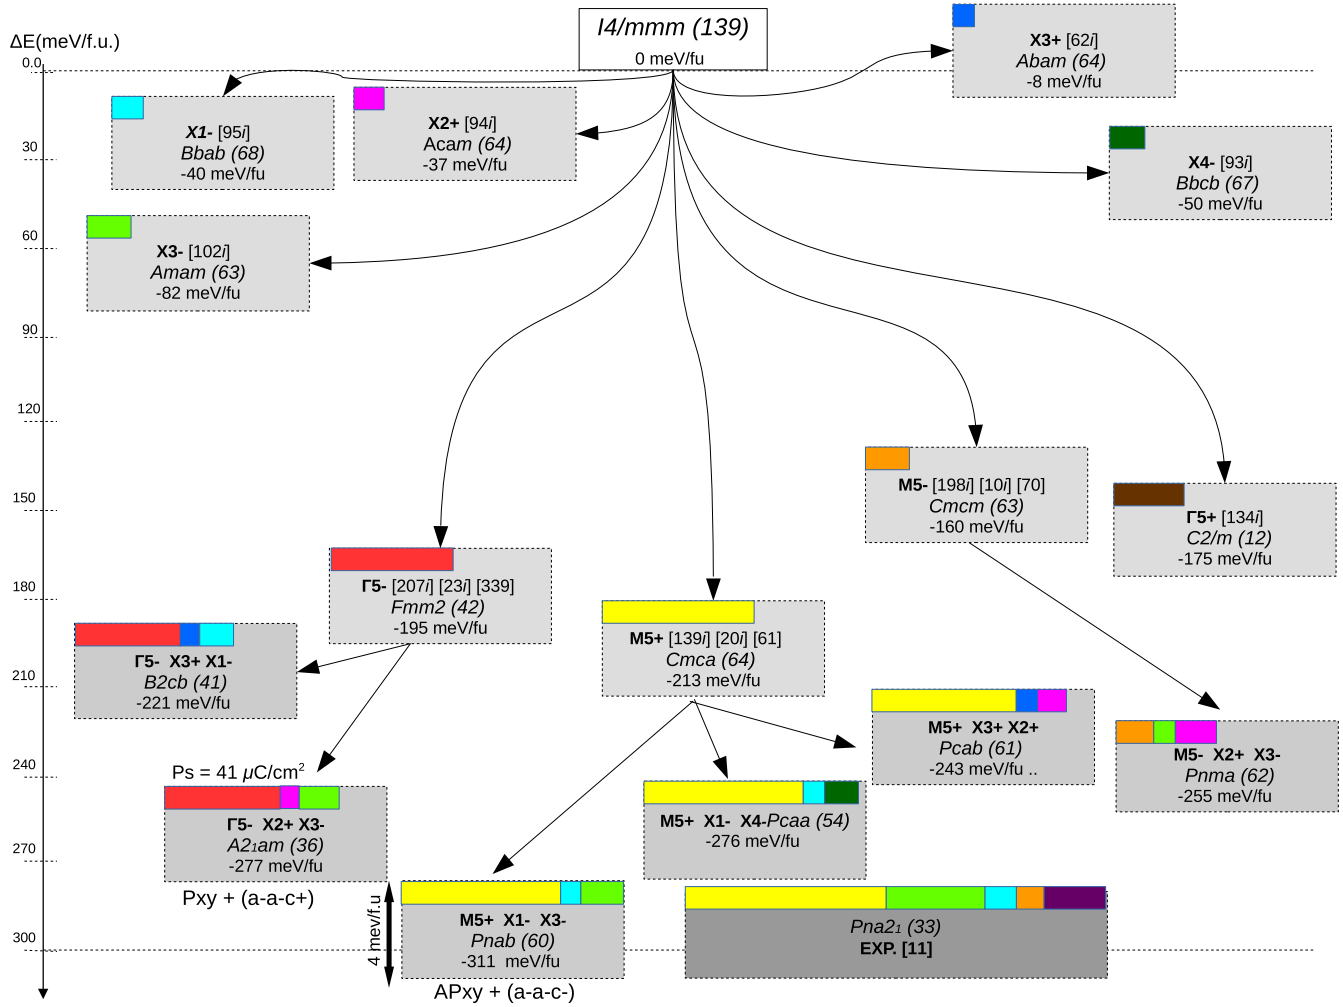 I4/mmm (139)
0 meV/fu
ΔE(meV/f.u.)
0.0
30
60
90
120
150
180
210
240
270
300
X3+ [62i]
Abam (64)
-8 meV/fu
X1- [95i]
Bbab (68)
-40 meV/fu
X2+ [94i]
Acam (64)
-37 meV/fu
X4- [93i]
Bbcb (67)
-50 meV/fu
X3- [102i]
Amam (63)
-82 meV/fu
M5- [198i] [10i] [70]
Cmcm (63)
-160 meV/fu
Γ5+ [134i]
C2/m (12)
-175 meV/fu
Γ5- [207i] [23i] [339]
Fmm2 (42)
-195 meV/fu
M5+ [139i] [20i] [61]
Cmca (64)
-213 meV/fu
Γ5- X3+ X1-
B2cb (41)
-221 meV/fu
M5+ X3+ X2+
Pcab (61)
-243 meV/fu ..
M5- X2+ X3-
Pnma (62)
-255 meV/fu
Ps = 41 μC/cm²
Γ5- X2+ X3-
A2₁am (36)
-277 meV/fu
Pxy + (a-a-c+)
M5+ X1- X4-Pcaa (54)
-276 meV/fu
4 mev/f.u
M5+ X1- X3-
Pnab (60)
-311 meV/fu
APxy + (a-a-c-)
Pna2₁ (33)
EXP. [11]